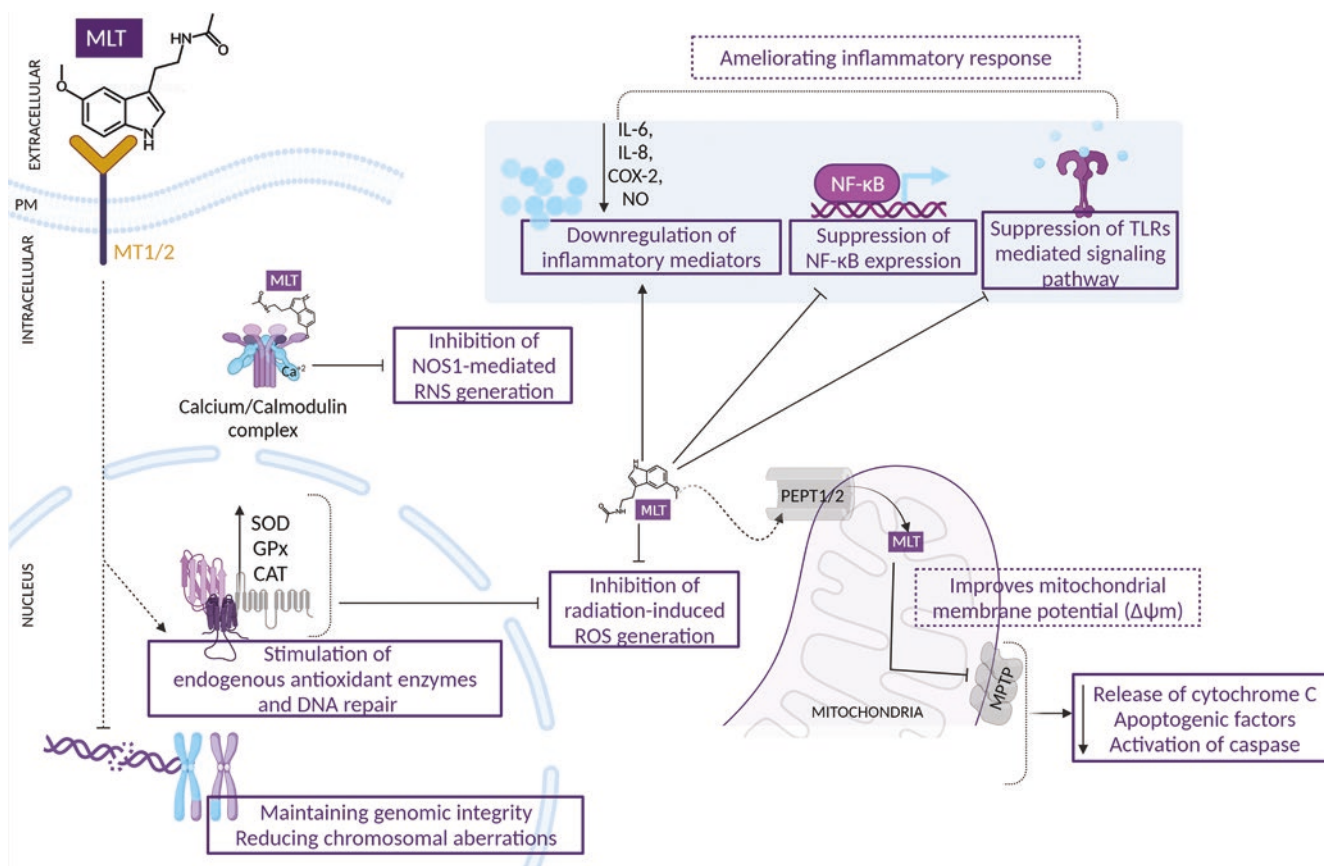 MLT
NH
O
O
N
H
EXTRACELLULAR
PM
INTRACELLULAR
MT1/2
Ameliorating inflammatory response
IL-6,
IL-8,
COX-2,
NO
Downregulation of
inflammatory mediators
NF-κB
Suppression of
NF-κB expression
Suppression of TLRs
mediated signaling
pathway
MLT
Ca+2
Calcium/Calmodulin
complex
Inhibition of
NOS1-mediated
RNS generation
MLT
Inhibition of
radiation-induced
ROS generation
PEPT1/2
MLT
Improves mitochondrial
membrane potential (Δψm)
MPTP
MITOCHONDRIA
Release of cytochrome C
Apoptogenic factors
Activation of caspase
NUCLEUS
SOD
GPx
CAT
Stimulation of
endogenous antioxidant enzymes
and DNA repair
Maintaining genomic integrity
Reducing chromosomal aberrations